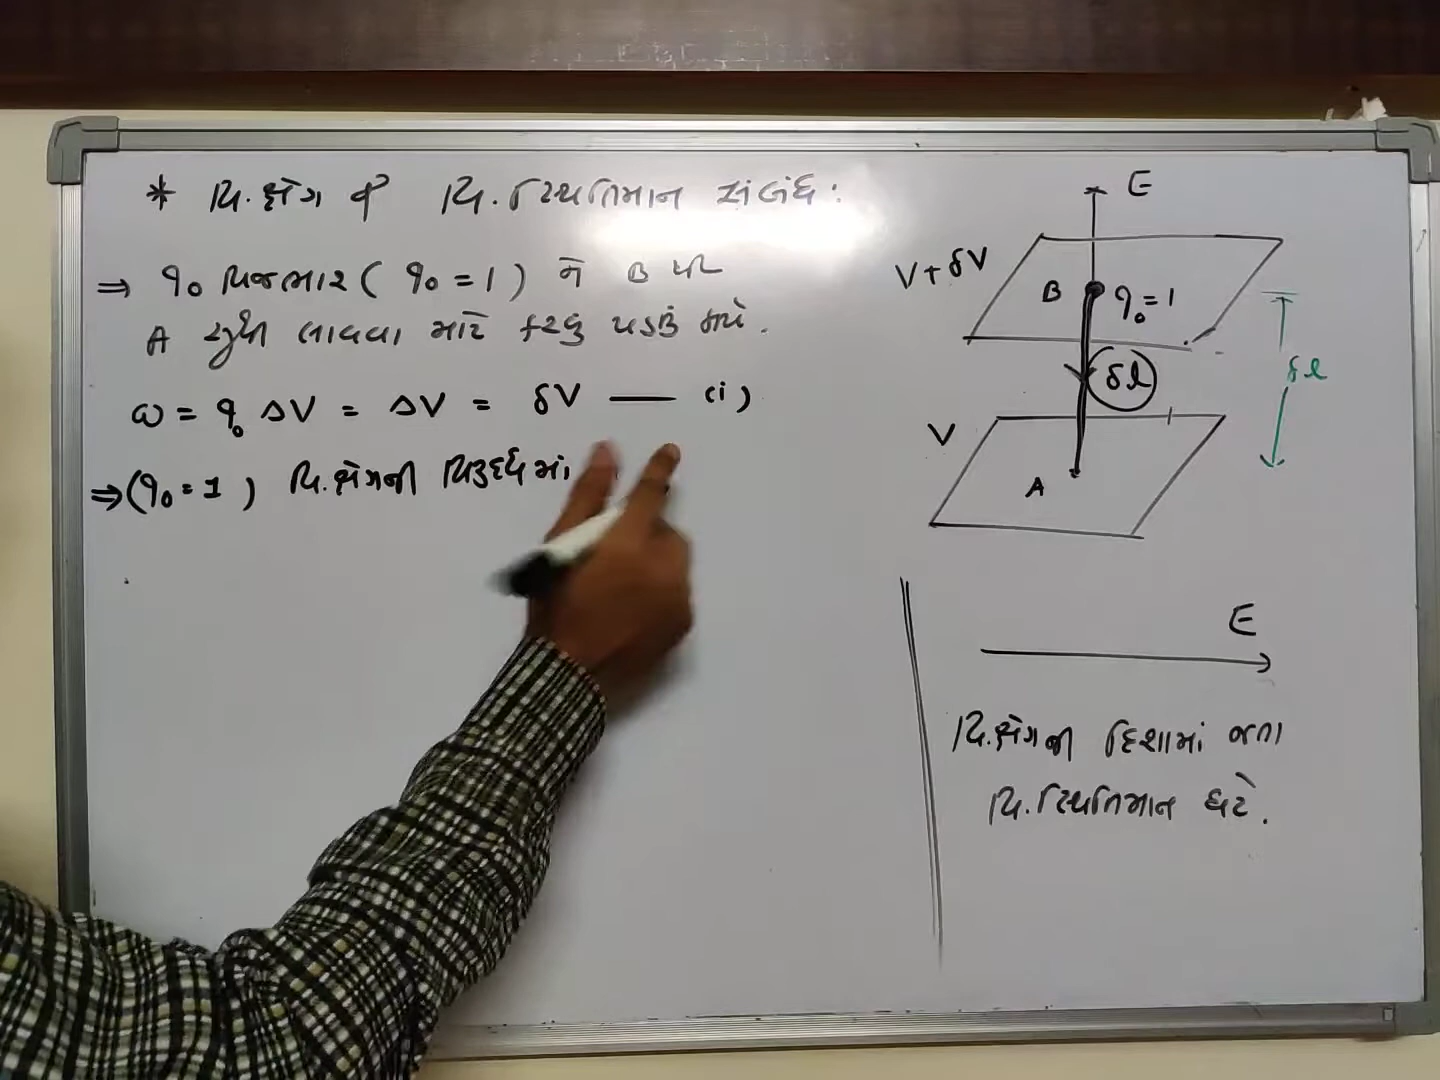 * વિ.ક્ષેત્ર ને વિ.સ્થિતિમાન સંબંધ:
⇒ q₀ વિજભાર ( q₀ = 1 ) ને B પર
A સુધી લાવવા માટે કરવું પડતું કાર્ય.
ω = q₀ ΔV = ΔV = δV —— (i)
⇒ (q₀ = 1 ) વિ.ક્ષેત્રની વિરુદ્ધમાં
E
V + δV
B
q₀ = 1
δl
δl
V
A
E
વિ.ક્ષેત્રની દિશામાં જતા
વિ.સ્થિતિમાન ઘટે.